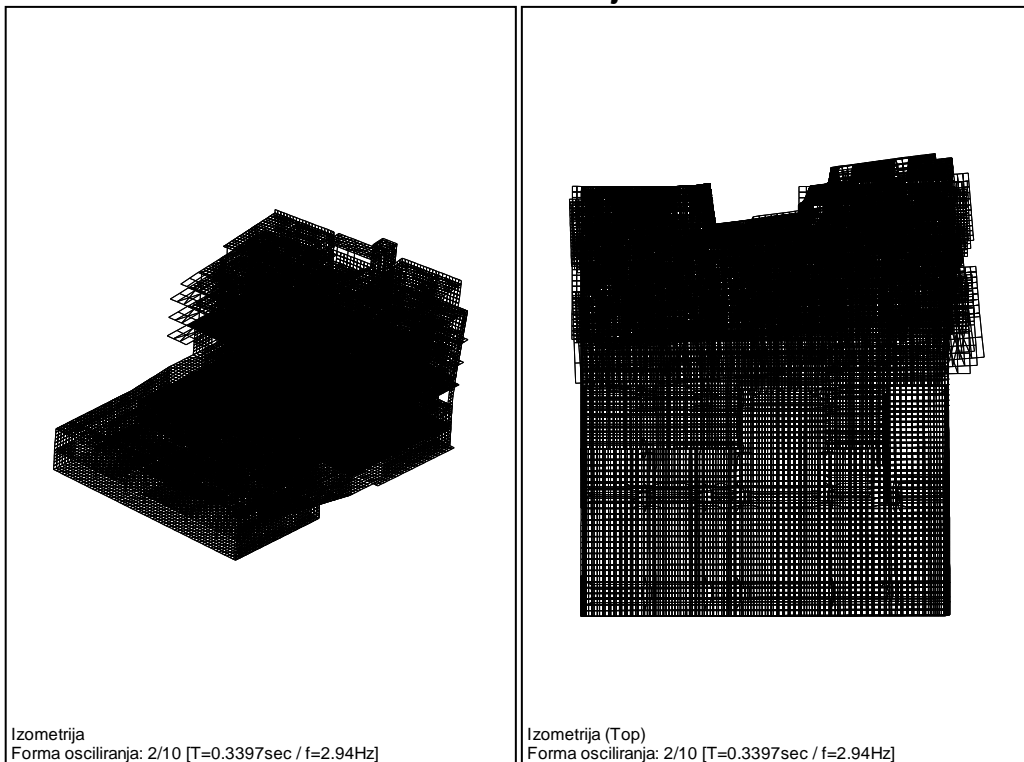 Izometrija
Forma osciliranja: 2/10 [T=0.3397sec / f=2.94Hz]
Izometrija (Top)
Forma osciliranja: 2/10 [T=0.3397sec / f=2.94Hz]